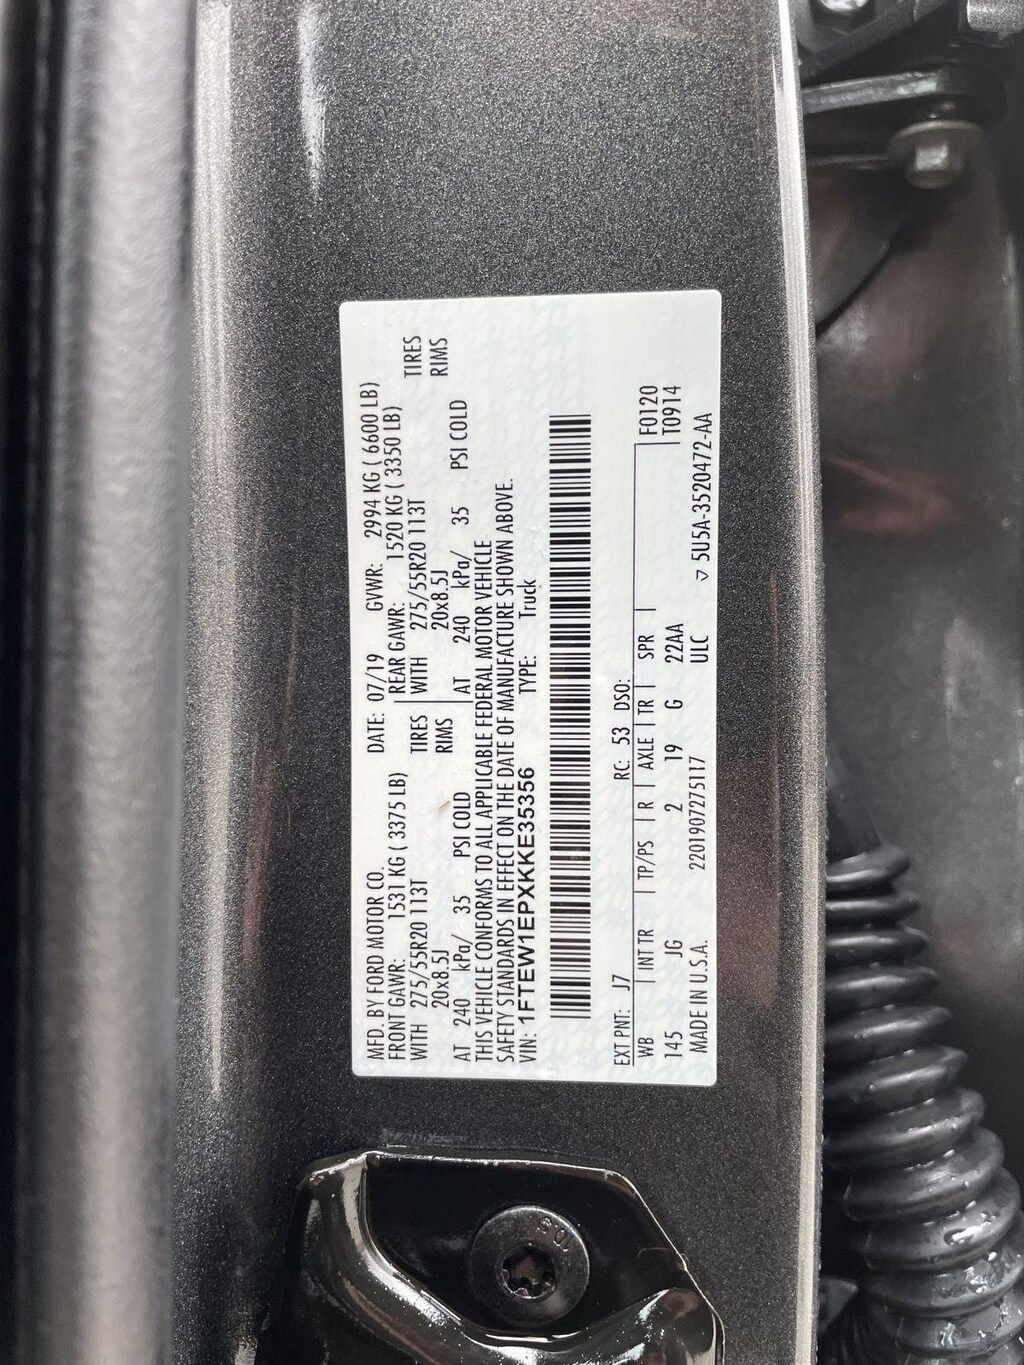 MFD. BY FORD MOTOR CO.
DATE: 07/19 GVWR: 2994 KG ( 6600 LB)
FRONT GAWR: 1531 KG ( 3375 LB) REAR GAWR: 1520 KG ( 3350 LB)
WITH 275/55R20 113T TIRES WITH 275/55R20 113T TIRES
20x8.5J RIMS 20x8.5J RIMS
AT 240 kPa/ 35 PSI COLD AT 240 kPa/ 35 PSI COLD
THIS VEHICLE CONFORMS TO ALL APPLICABLE FEDERAL MOTOR VEHICLE
SAFETY STANDARDS IN EFFECT ON THE DATE OF MANUFACTURE SHOWN ABOVE.
VIN: 1FTEW1EPXKKE35356 TYPE: Truck
EXT PNT: J7 RC: 53 DSO:
WB INT TR TP/PS R AXLE TR SPR F0120
145 JG 2 19 G 22AA T0914
MADE IN U.S.A. 2201907275117 ULC ▽ 5U5A-3520472-AA
10.9